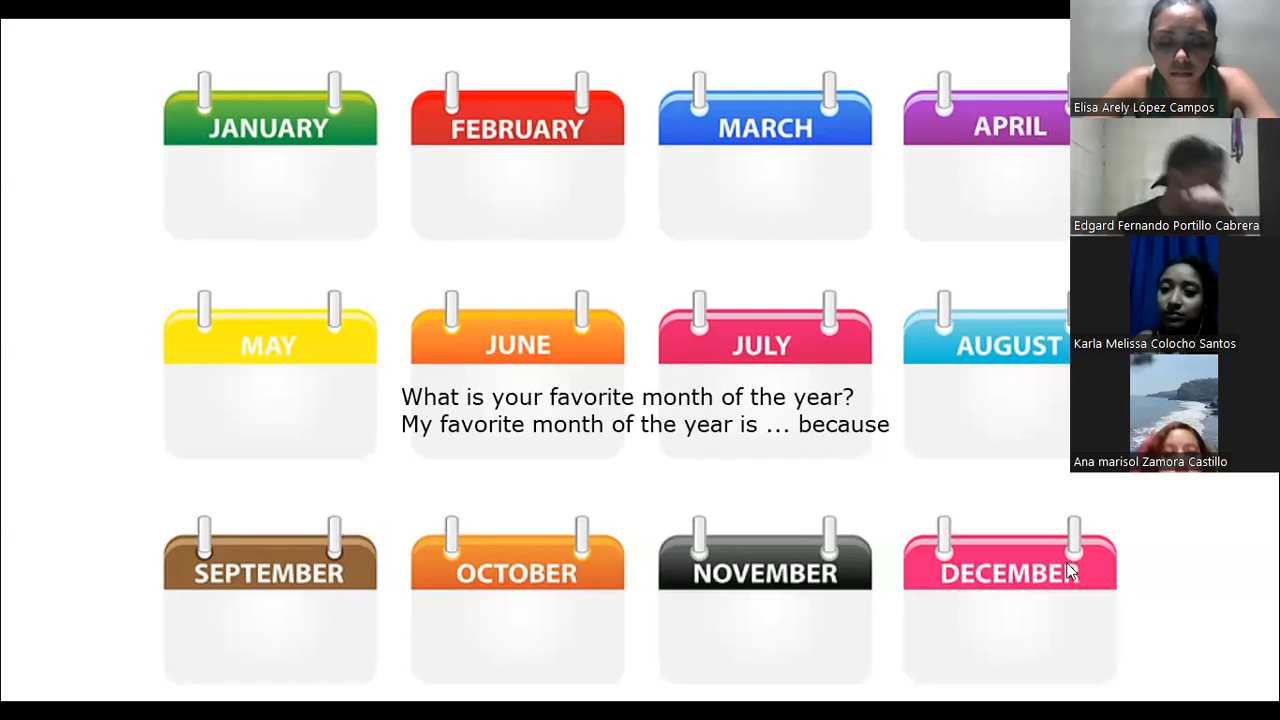 JANUARY
FEBRUARY
MARCH
APRIL
MAY
JUNE
JULY
AUGUST
What is your favorite month of the year?
My favorite month of the year is ... because
SEPTEMBER
OCTOBER
NOVEMBER
DECEMBER
Elisa Arely López Campos
Edgard Fernando Portillo Cabrera
Karla Melissa Colocho Santos
Ana marisol Zamora Castillo